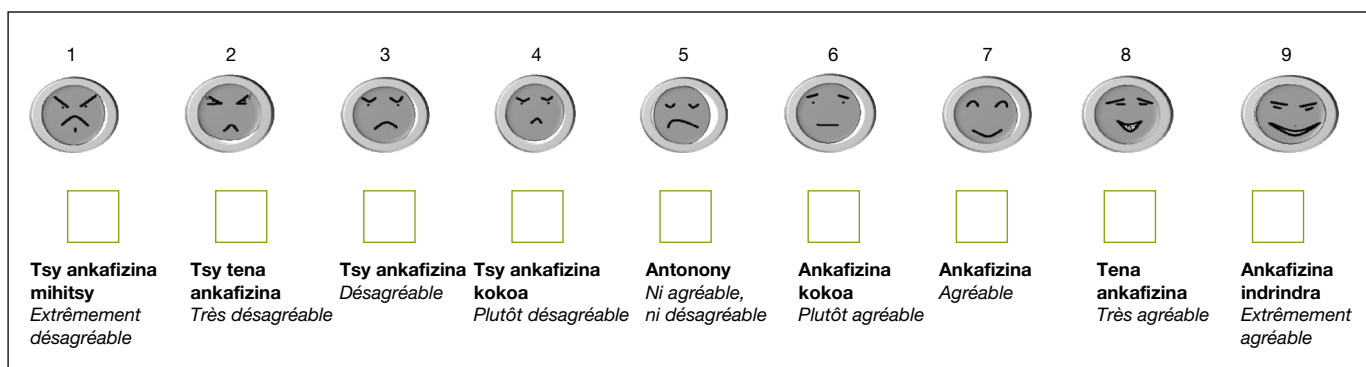 1 2 3 4 5 6 7 8 9
Tsy ankafizina
mihitsy
Extrêmement
désagréable
Tsy tena
ankafizina
Très désagréable
Tsy ankafizina
Désagréable
Tsy ankafizina
kokoa
Plutôt désagréable
Antonony
Ni agréable,
ni désagréable
Ankafizina
kokoa
Plutôt agréable
Ankafizina
Agréable
Tena
ankafizina
Très agréable
Ankafizina
indrindra
Extrêmement
agréable